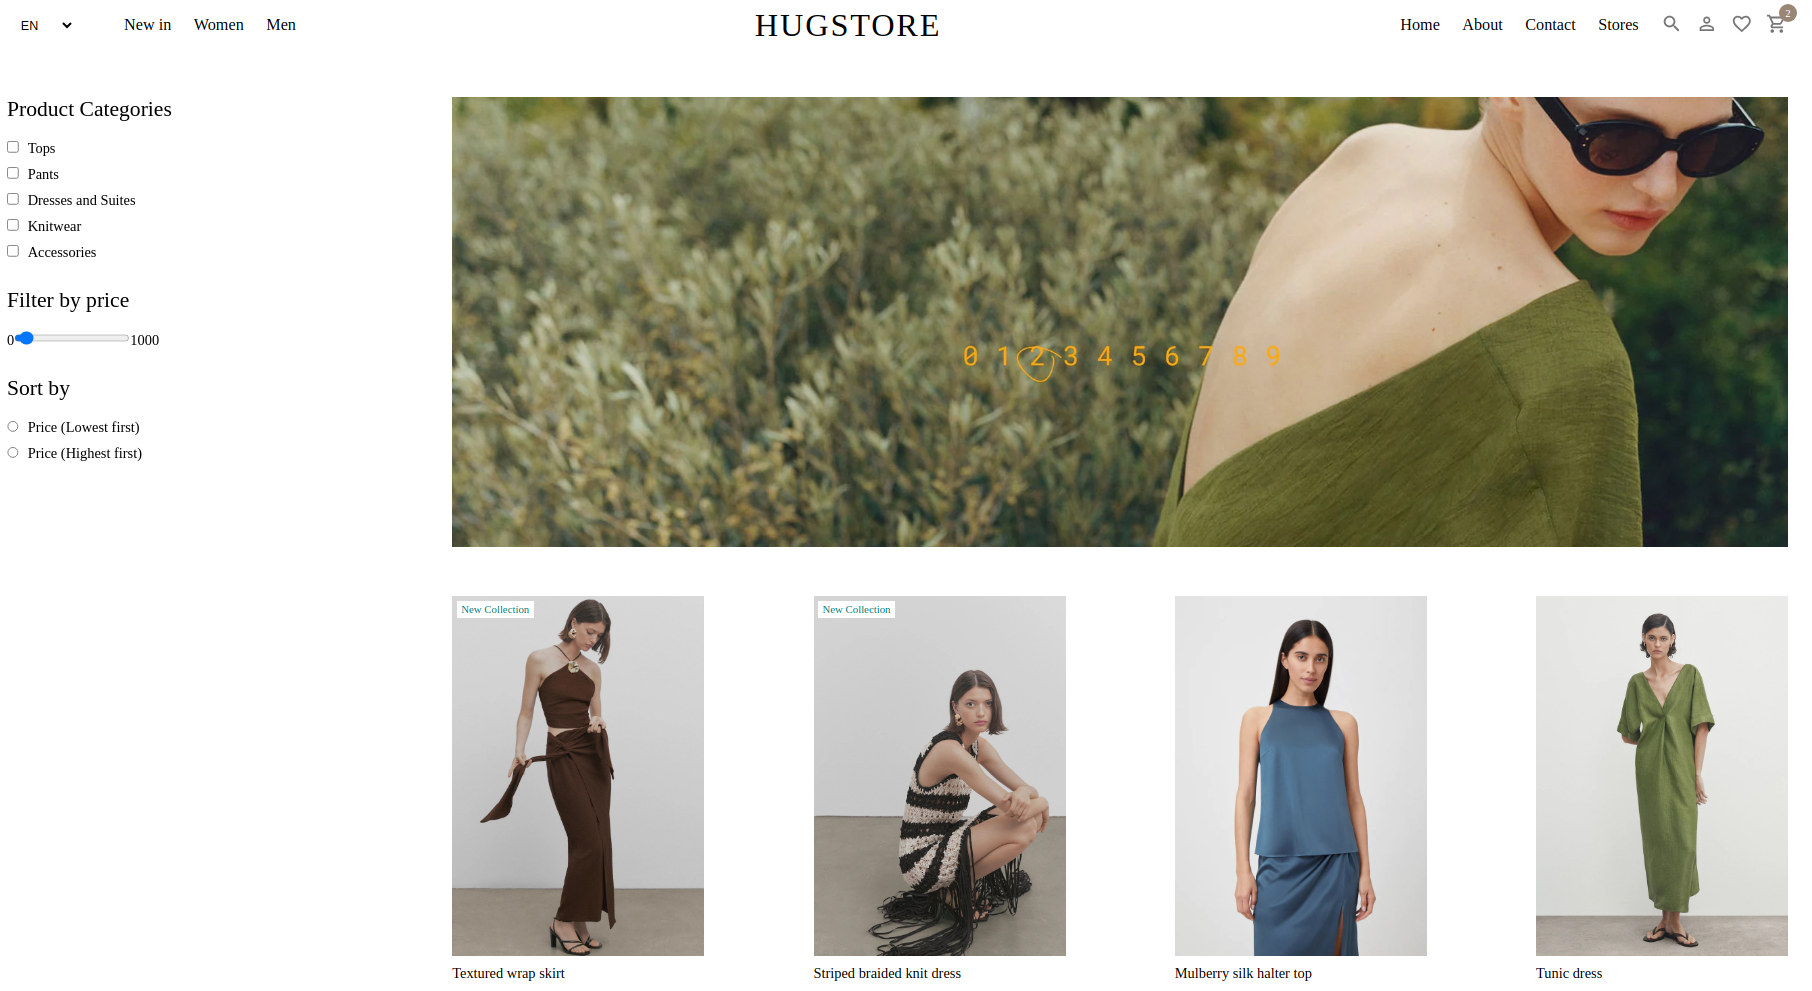 EN New in Women Men HUGSTORE Home About Contact Stores 2
Product Categories
Tops
Pants
Dresses and Suites
Knitwear
Accessories
Filter by price
0 1000
Sort by
Price (Lowest first)
Price (Highest first)
0 1 2 3 4 5 6 7 8 9
New Collection New Collection
Textured wrap skirt Striped braided knit dress Mulberry silk halter top Tunic dress